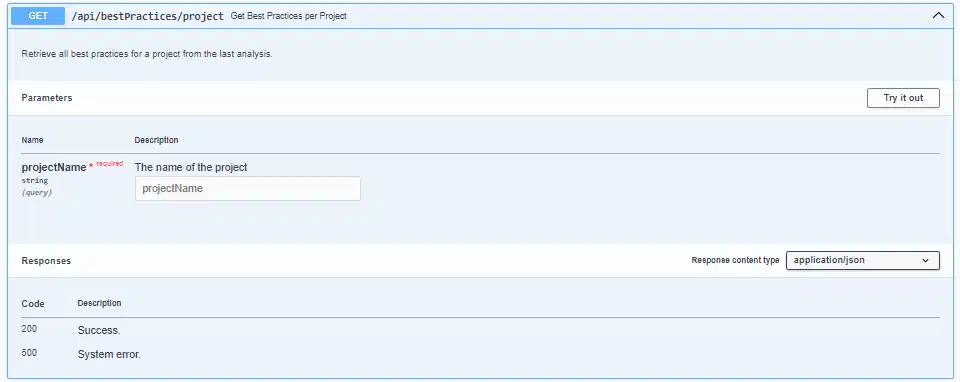 GET /api/bestPractices/project Get Best Practices per Project
Retrieve all best practices for a project from the last analysis.
Parameters Try it out
Name Description
projectName * required The name of the project
string
(query)
projectName
Responses Response content type application/json
Code Description
200 Success.
500 System error.